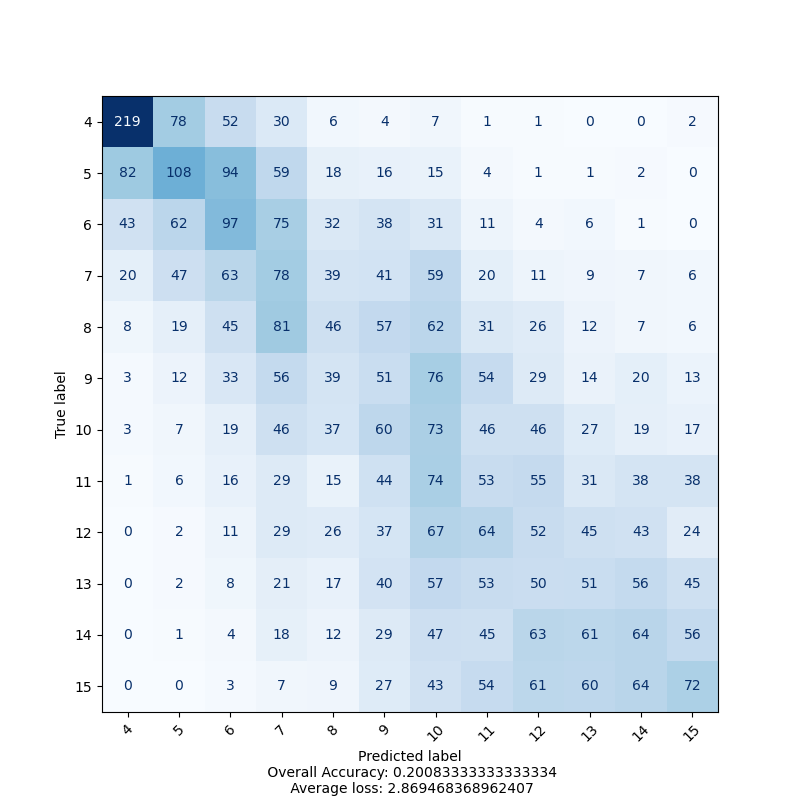 4 219 78 52 30 6 4 7 1 1 0 0 2
5 82 108 94 59 18 16 15 4 1 1 2 0
6 43 62 97 75 32 38 31 11 4 6 1 0
7 20 47 63 78 39 41 59 20 11 9 7 6
8 8 19 45 81 46 57 62 31 26 12 7 6
9 3 12 33 56 39 51 76 54 29 14 20 13
10 3 7 19 46 37 60 73 46 46 27 19 17
11 1 6 16 29 15 44 74 53 55 31 38 38
12 0 2 11 29 26 37 67 64 52 45 43 24
13 0 2 8 21 17 40 57 53 50 51 56 45
14 0 1 4 18 12 29 47 45 63 61 64 56
15 0 0 3 7 9 27 43 54 61 60 64 72
True label
4 5 6 7 8 9 10 11 12 13 14 15
Predicted label
Overall Accuracy: 0.20083333333333334
Average loss: 2.869468368962407